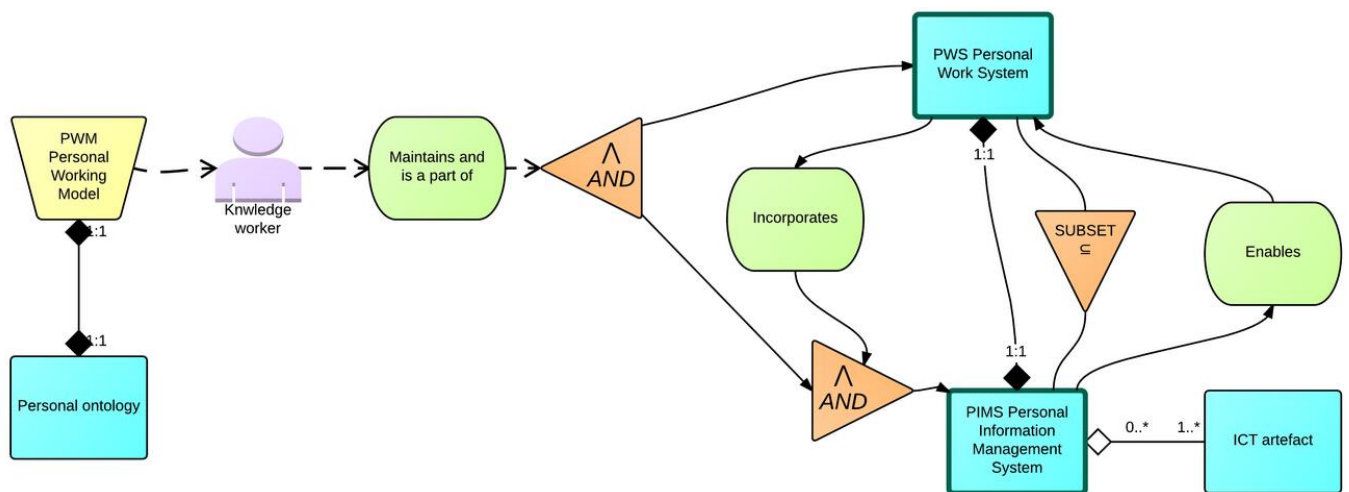 PWM
Personal
Working
Model
1:1
1:1
Personal ontology
Knwledge
worker
Maintains and
is a part of
⋀
AND
PWS Personal
Work System
1:1
Incorporates
SUBSET
⊆
Enables
1:1
⋀
AND
PIMS Personal
Information
Management
System
0..*
1..*
ICT artefact